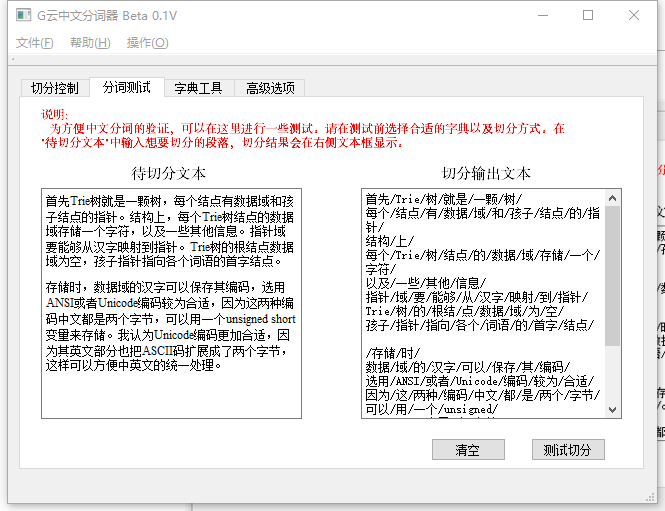 G云中文分词器 Beta 0.1V
文件(F) 帮助(H) 操作(O)
切分控制 分词测试 字典工具 高级选项
说明:
为方便中文分词的验证，可以在这里进行一些测试。请在测试前选择合适的字典以及切分方式。在
"待切分文本"中输入想要切分的段落，切分结果会在右侧文本框显示。
待切分文本
首先Trie树就是一颗树，每个结点有数据域和孩
子结点的指针。结构上，每个Trie树结点的数据
域存储一个字符，以及一些其他信息。指针域
要能够从汉字映射到指针。Trie树的根结点数据
域为空，孩子指针指向各个词语的首字结点。
存储时，数据域的汉字可以保存其编码，选用
ANSI或者Unicode编码较为合适，因为这两种编
码中文都是两个字节，可以用一个unsigned short
变量来存储。我认为Unicode编码更加合适，因
为其英文部分也把ASCII码扩展成了两个字节，
这样可以方便中英文的统一处理。
切分输出文本
首先/Trie/树/就是/一颗/树/
每个/结点/有/数据/域/和/孩子/结点/的/指
针/
结构/上/
每个/Trie/树/结点/的/数据/域/存储/一个/
字符/
以及/一些/其他/信息/
指针/域/要/能够/从/汉字/映射/到/指针/
Trie/树/的/根结/点/数据/域/为/空/
孩子/指针/指向/各个/词语/的/首字/结点/
/存储/时/
数据/域/的/汉字/可以/保存/其/编码/
选用/ANSI/或者/Unicode/编码/较为/合适/
因为/这/两种/编码/中文/都/是/两个/字节/
可以/用/一个/unsigned/
清空 测试切分